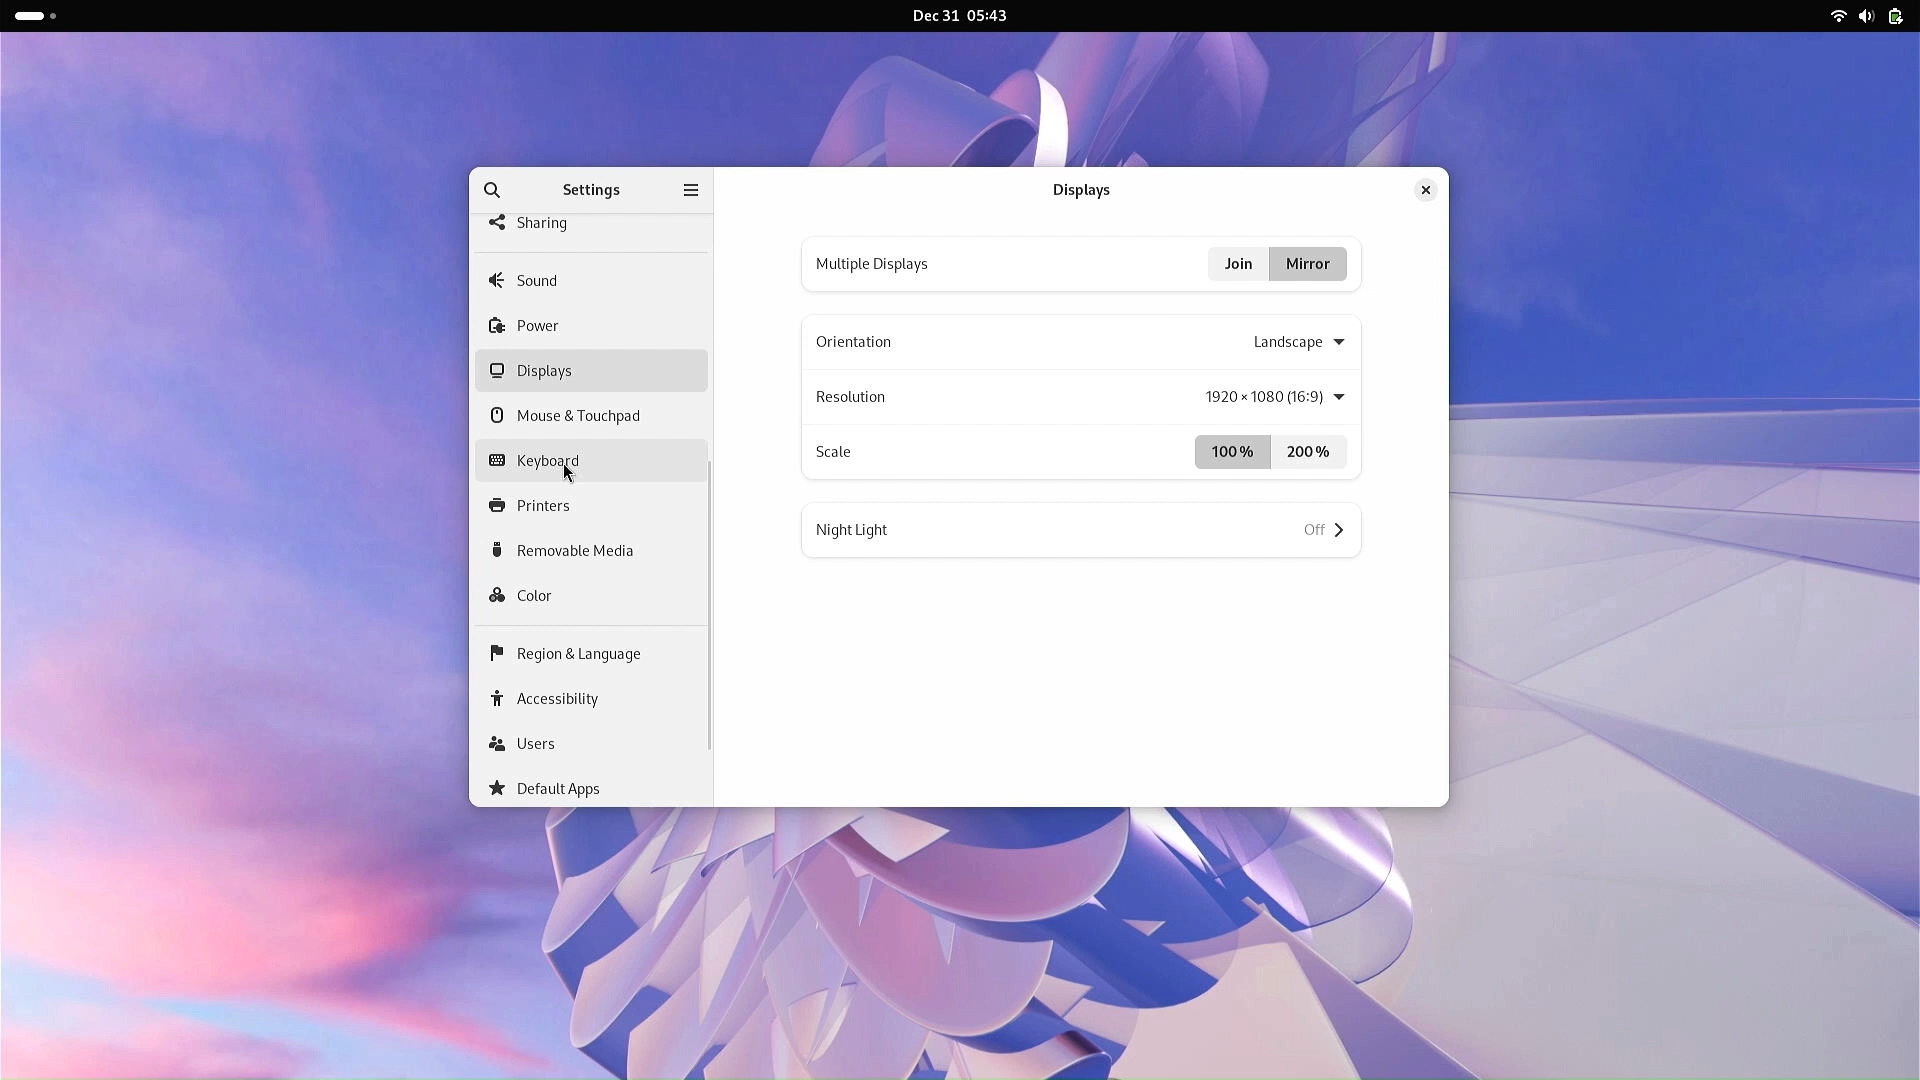 Dec 31 05:43
Settings
Displays
Sharing
Sound
Power
Displays
Mouse & Touchpad
Keyboard
Printers
Removable Media
Color
Region & Language
Accessibility
Users
Default Apps
Multiple Displays
Join
Mirror
Orientation
Landscape
Resolution
1920 × 1080 (16:9)
Scale
100 %
200 %
Night Light
Off